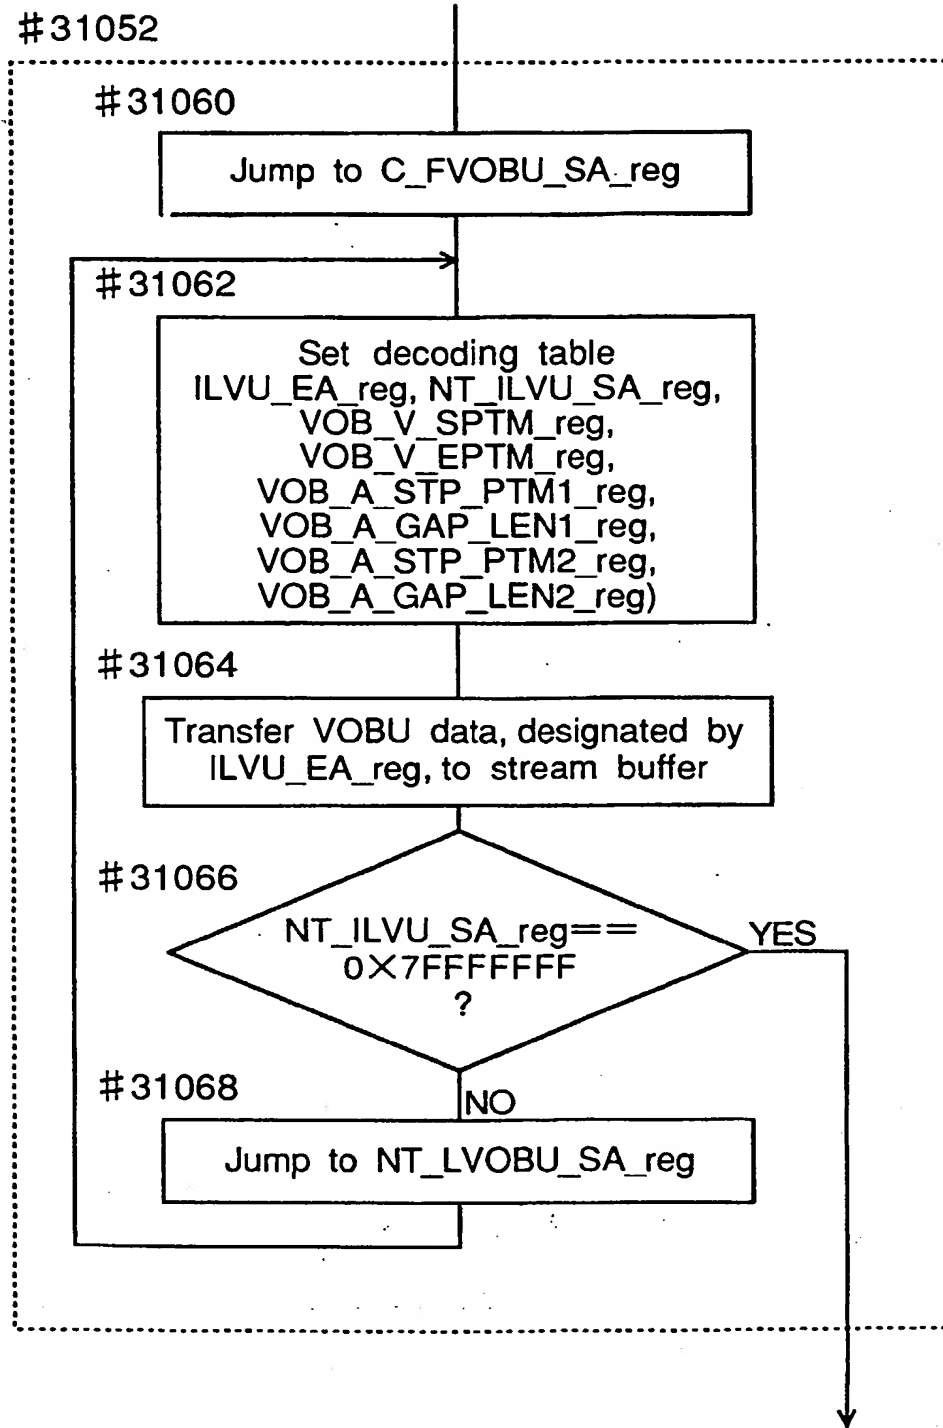 #31052
#31060
Jump to C_FVOBU_SA_reg
#31062
Set decoding table
ILVU_EA_reg, NT_ILVU_SA_reg,
VOB_V_SPTM_reg,
VOB_V_EPTM_reg,
VOB_A_STP_PTM1_reg,
VOB_A_GAP_LEN1_reg,
VOB_A_STP_PTM2_reg,
VOB_A_GAP_LEN2_reg)
#31064
Transfer VOBU data, designated by
ILVU_EA_reg, to stream buffer
#31066
NT_ILVU_SA_reg==
0X7FFFFFFF
?
YES
#31068
NO
Jump to NT_LVOBU_SA_reg